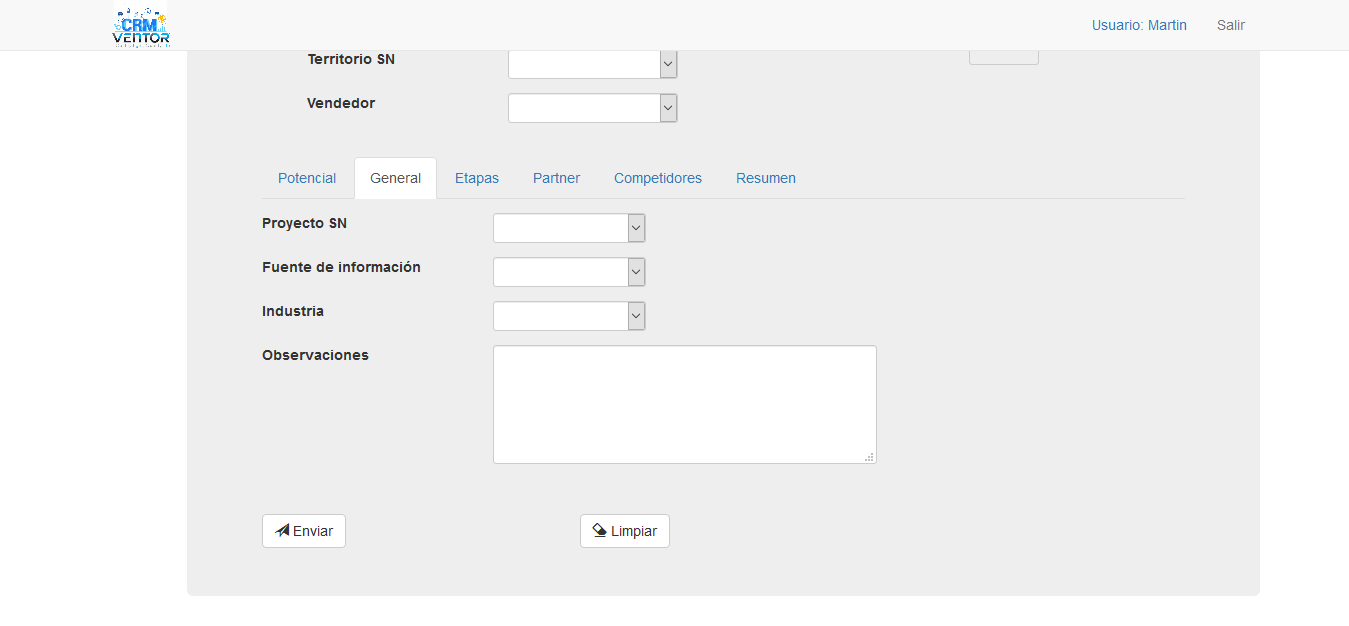 CRM
VENTOR
Usuario: Martin Salir
Territorio SN
Vendedor
Potencial General Etapas Partner Competidores Resumen
Proyecto SN
Fuente de información
Industria
Observaciones
Enviar Limpiar